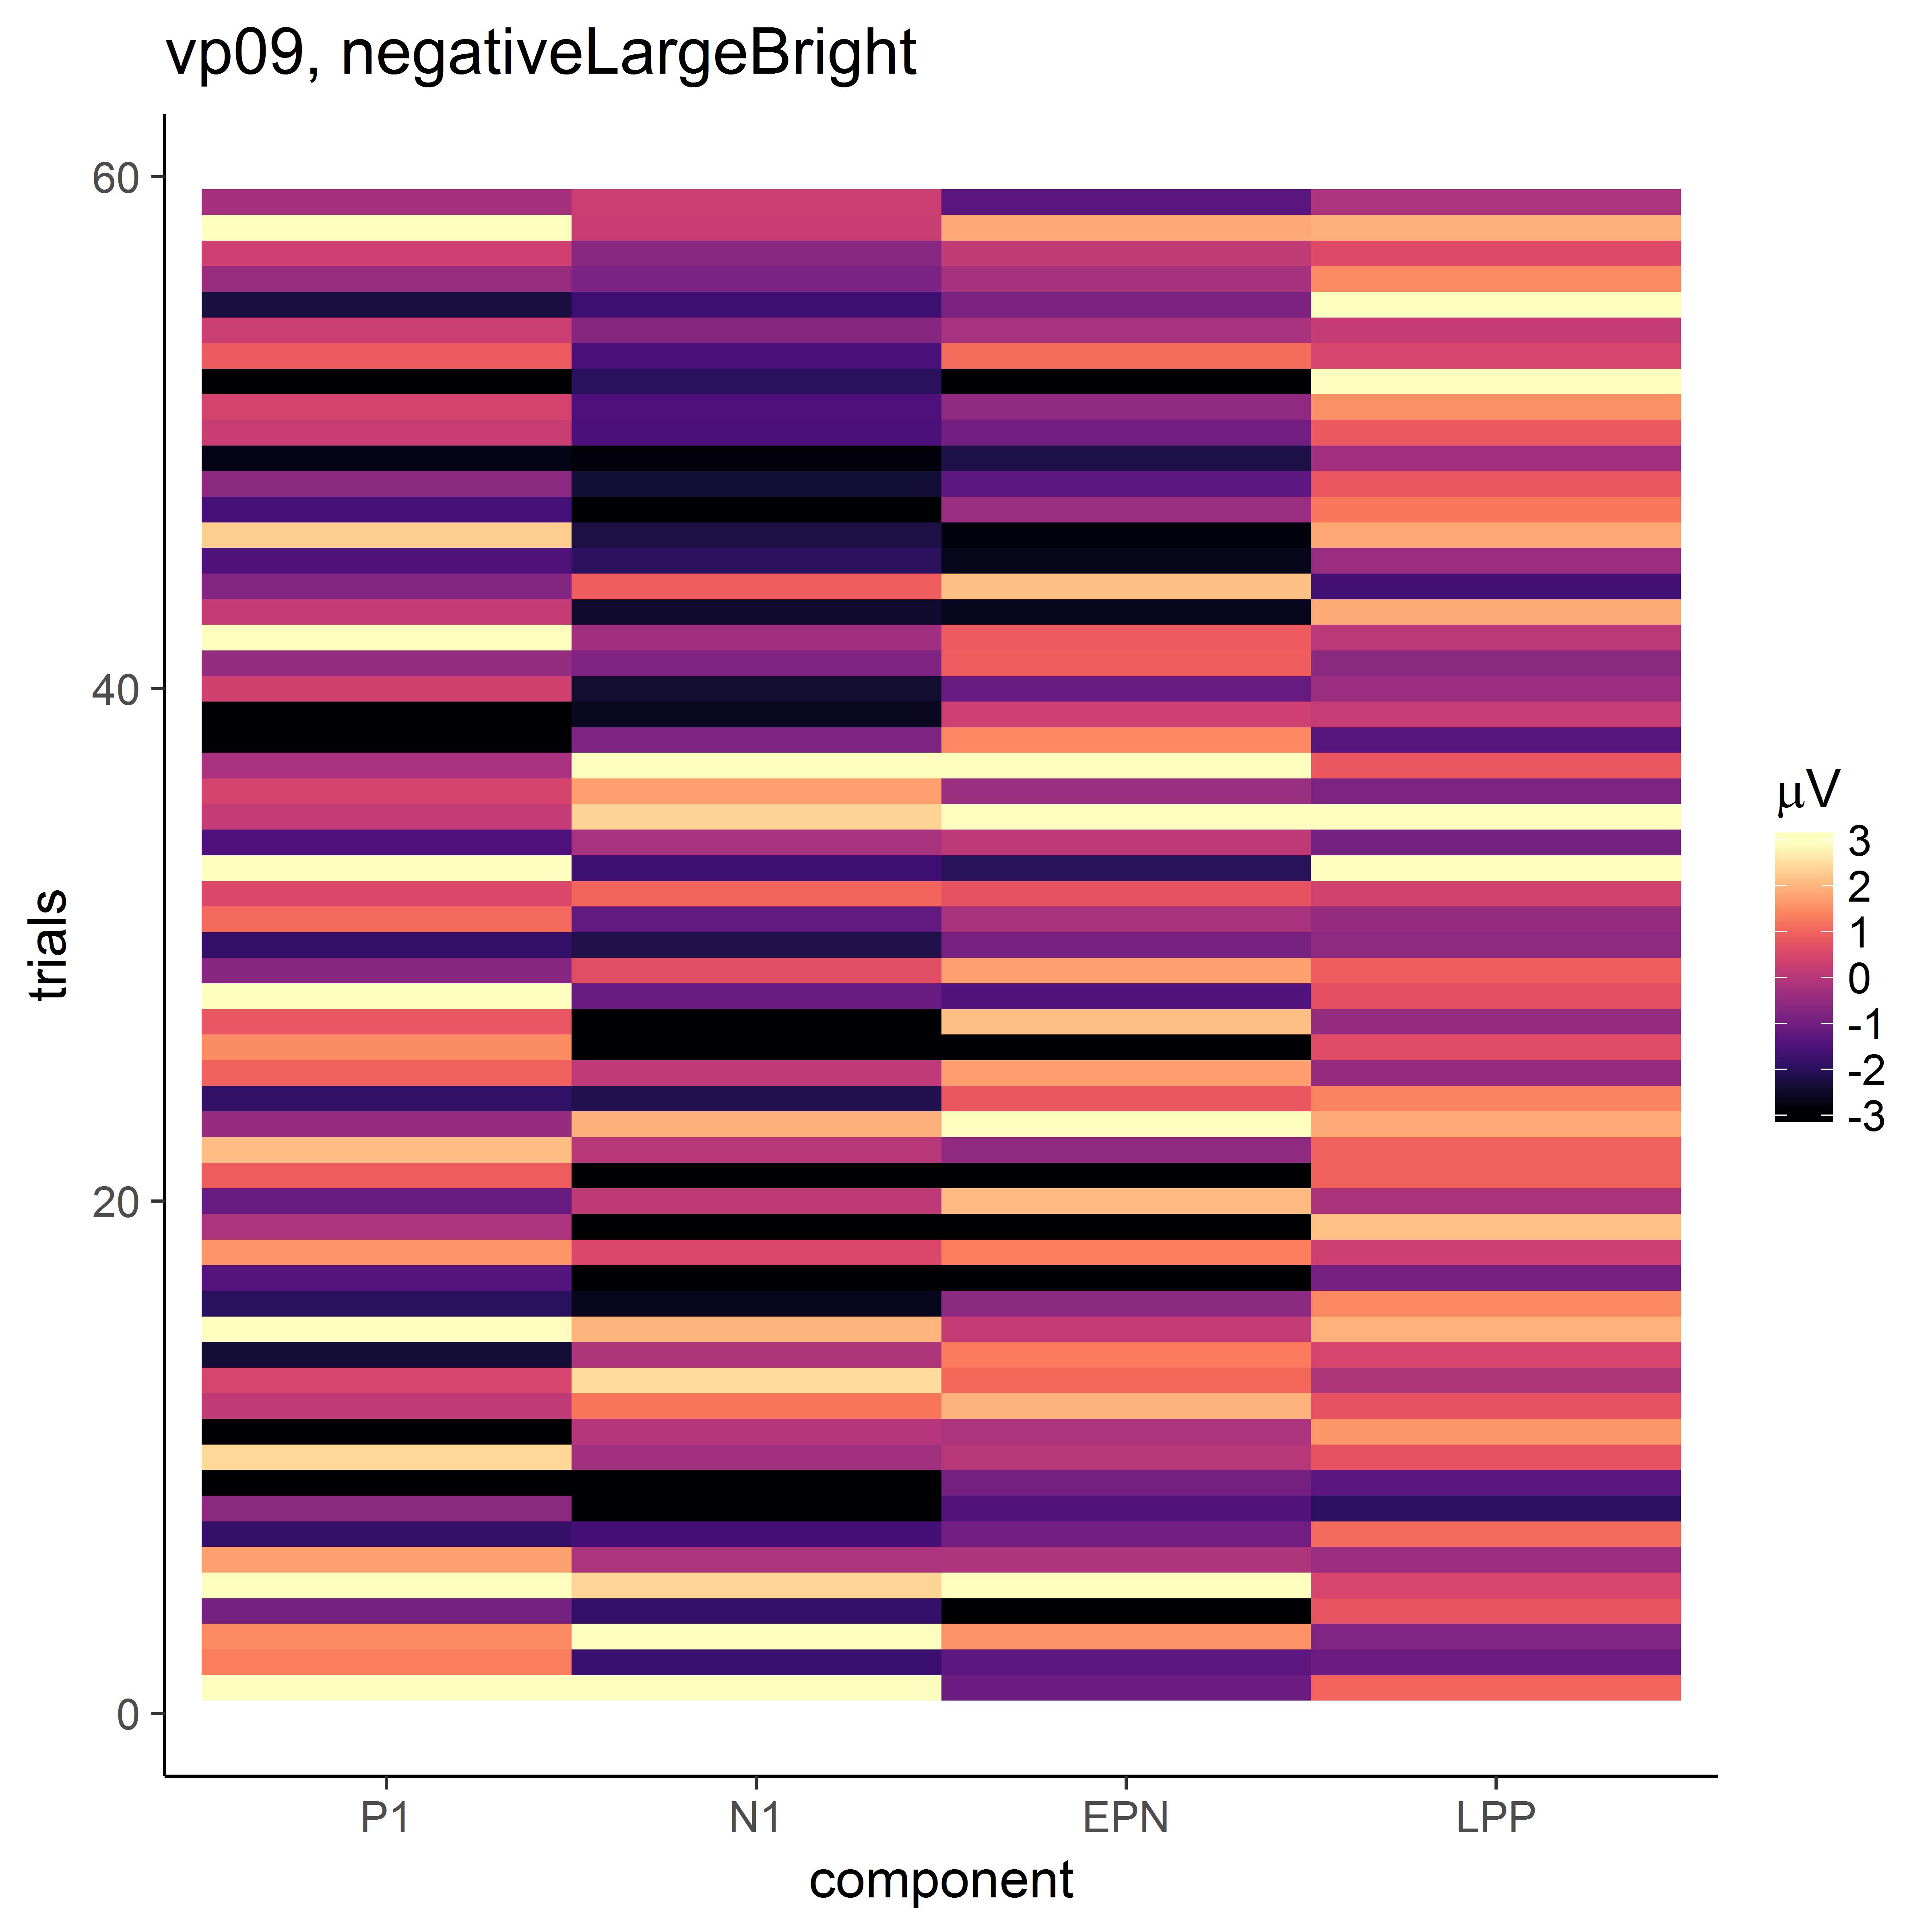 vp09, negativeLargeBright
60
40
20
0
trials
P1 N1 EPN LPP
component
μV
3
2
1
0
-1
-2
-3